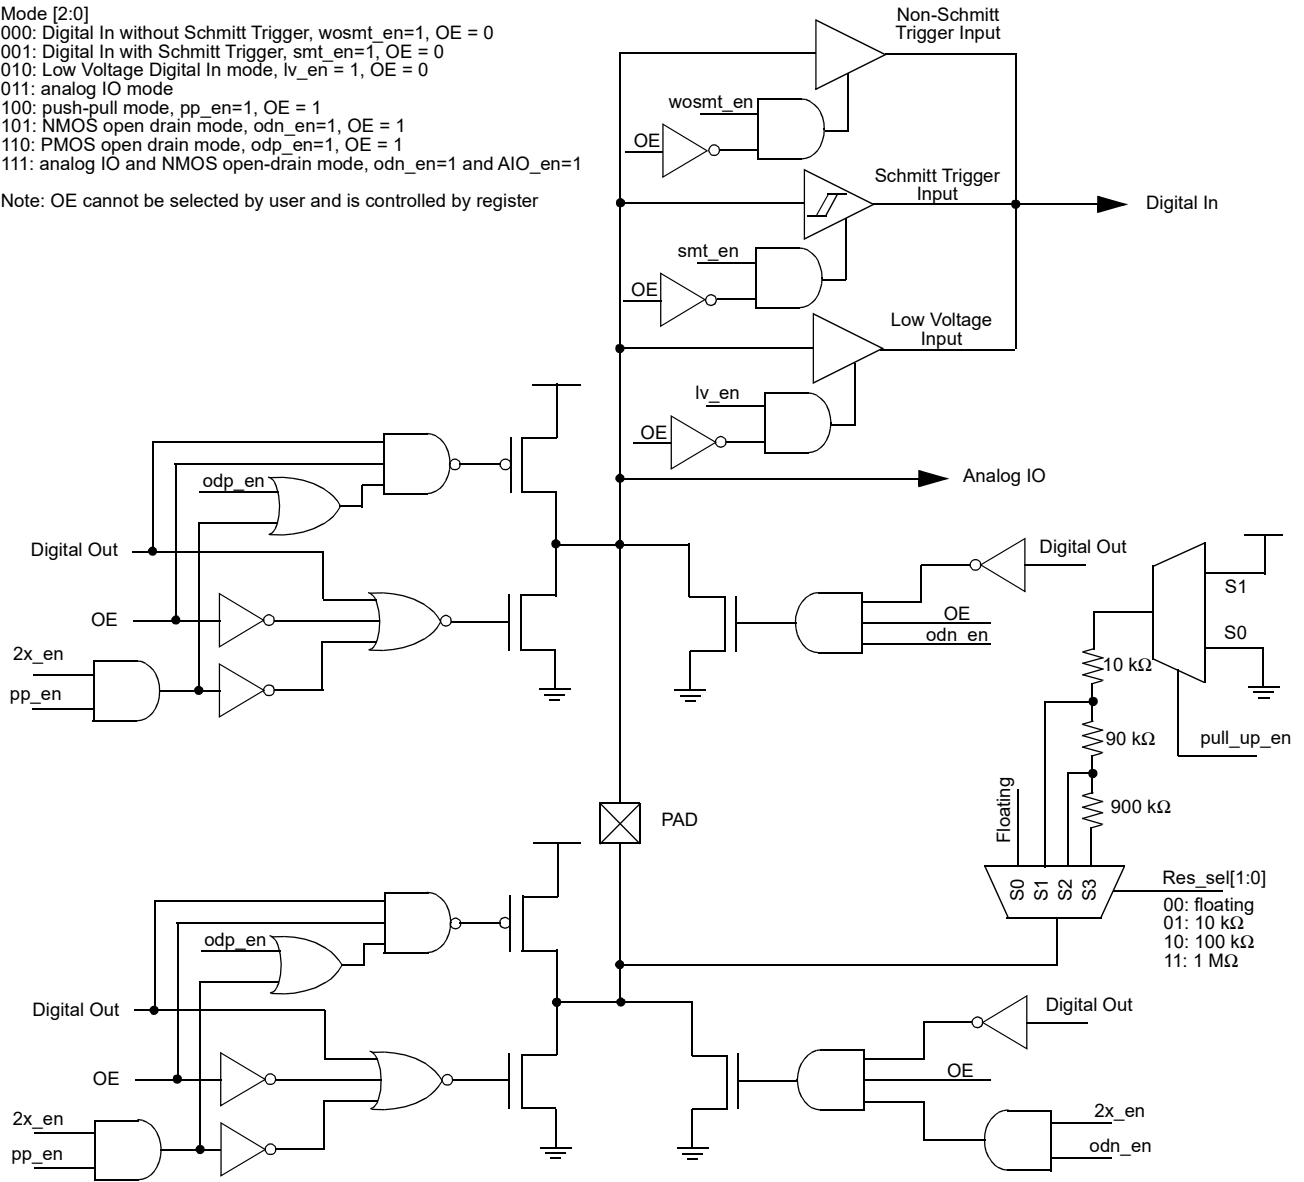 Mode [2:0]
000: Digital In without Schmitt Trigger, wosmt_en=1, OE = 0
001: Digital In with Schmitt Trigger, smt_en=1, OE = 0
010: Low Voltage Digital In mode, lv_en = 1, OE = 0
011: analog IO mode
100: push-pull mode, pp_en=1, OE = 1
101: NMOS open drain mode, odn_en=1, OE = 1
110: PMOS open drain mode, odp_en=1, OE = 1
111: analog IO and NMOS open-drain mode, odn_en=1 and AIO_en=1
Note: OE cannot be selected by user and is controlled by register
Non-Schmitt
Trigger Input
wosmt_en
OE
Schmitt Trigger
Input
Digital In
smt_en
OE
Low Voltage
Input
lv_en
OE
Analog IO
odp_en
Digital Out
OE
2x_en
pp_en
Digital Out
OE
odn_en
S1
S0
10 kΩ
90 kΩ
pull_up_en
900 kΩ
Floating
PAD
S0
S1
S2
S3
Res_sel[1:0]
00: floating
01: 10 kΩ
10: 100 kΩ
11: 1 MΩ
odp_en
Digital Out
OE
2x_en
pp_en
Digital Out
OE
2x_en
odn_en